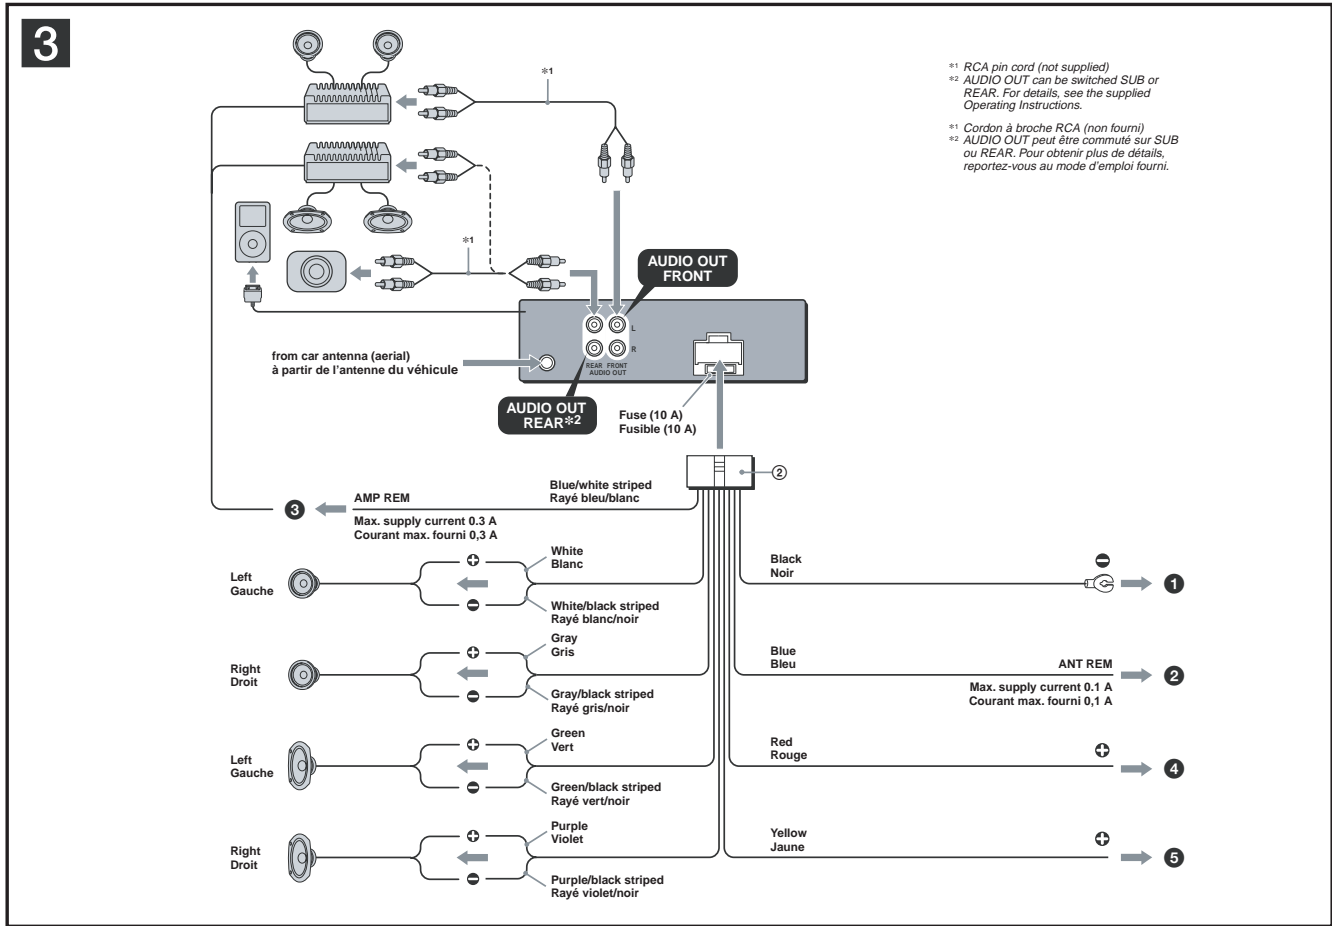 3
*1 RCA pin cord (not supplied)
*2 AUDIO OUT can be switched SUB or
REAR. For details, see the supplied
Operating Instructions.
*1 Cordon à broche RCA (non fourni)
*2 AUDIO OUT peut être commuté sur SUB
ou REAR. Pour obtenir plus de détails,
reportez-vous au mode d'emploi fourni.
*1
*1
AUDIO OUT
FRONT
L
R
REAR FRONT
AUDIO OUT
from car antenna (aerial)
à partir de l'antenne du véhicule
AUDIO OUT
REAR*2
Fuse (10 A)
Fusible (10 A)
②
Blue/white striped
Rayé bleu/blanc
❸
AMP REM
Max. supply current 0.3 A
Courant max. fourni 0,3 A
White
Blanc
Left
Gauche
White/black striped
Rayé blanc/noir
Gray
Gris
Right
Droit
Gray/black striped
Rayé gris/noir
Green
Vert
Left
Gauche
Green/black striped
Rayé vert/noir
Purple
Violet
Right
Droit
Purple/black striped
Rayé violet/noir
Black
Noir
❶
Blue
Bleu
ANT REM
❷
Max. supply current 0.1 A
Courant max. fourni 0,1 A
Red
Rouge
❹
Yellow
Jaune
❺